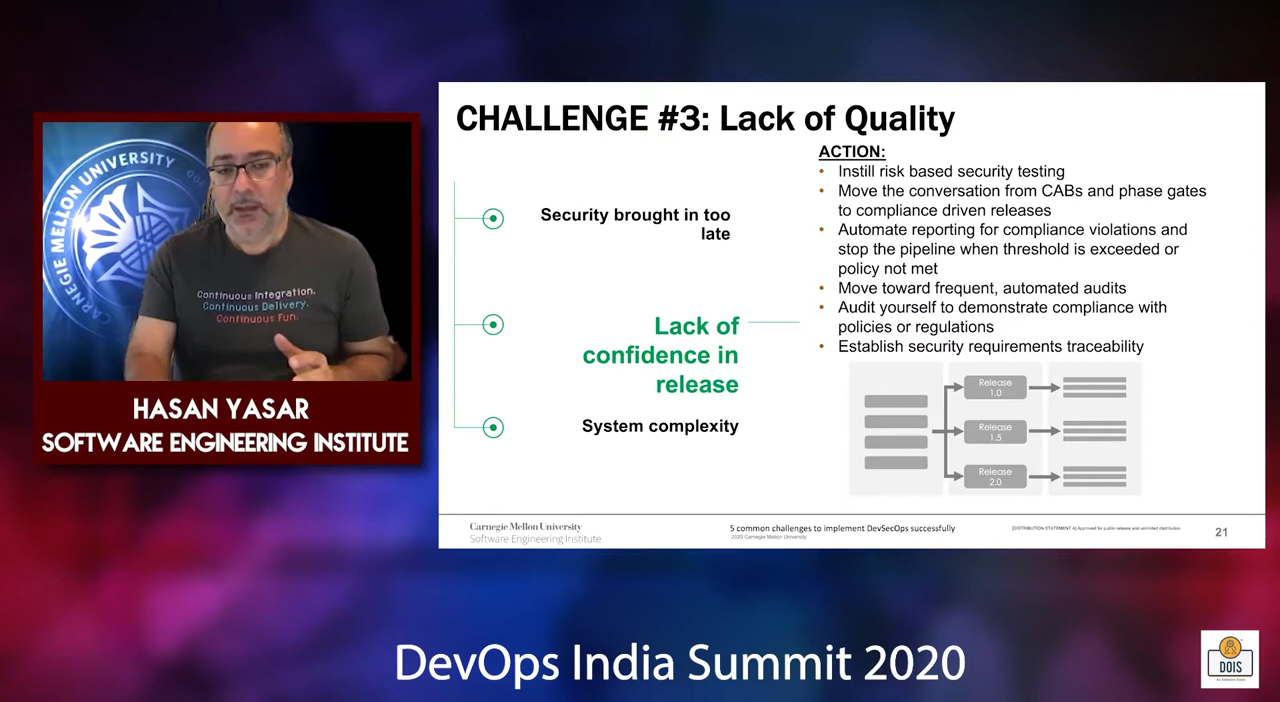 CARNEGIE MELLON UNIVERSITY
Continuous Integration.
Continuous Delivery.
Continuous Fun.
HASAN YASAR
SOFTWARE ENGINEERING INSTITUTE
CHALLENGE #3: Lack of Quality
Security brought in too
late
Lack of
confidence in
release
System complexity
ACTION:
• Instill risk based security testing
• Move the conversation from CABs and phase gates
to compliance driven releases
• Automate reporting for compliance violations and
stop the pipeline when threshold is exceeded or
policy not met
• Move toward frequent, automated audits
• Audit yourself to demonstrate compliance with
policies or regulations
• Establish security requirements traceability
Release
1.0
Release
1.5
Release
2.0
Carnegie Mellon University
Software Engineering Institute
5 common challenges to implement DevSecOps successfully
2020 Carnegie Mellon University
[DISTRIBUTION STATEMENT A] Approved for public release and unlimited distribution.
21
DevOps India Summit 2020
DOIS